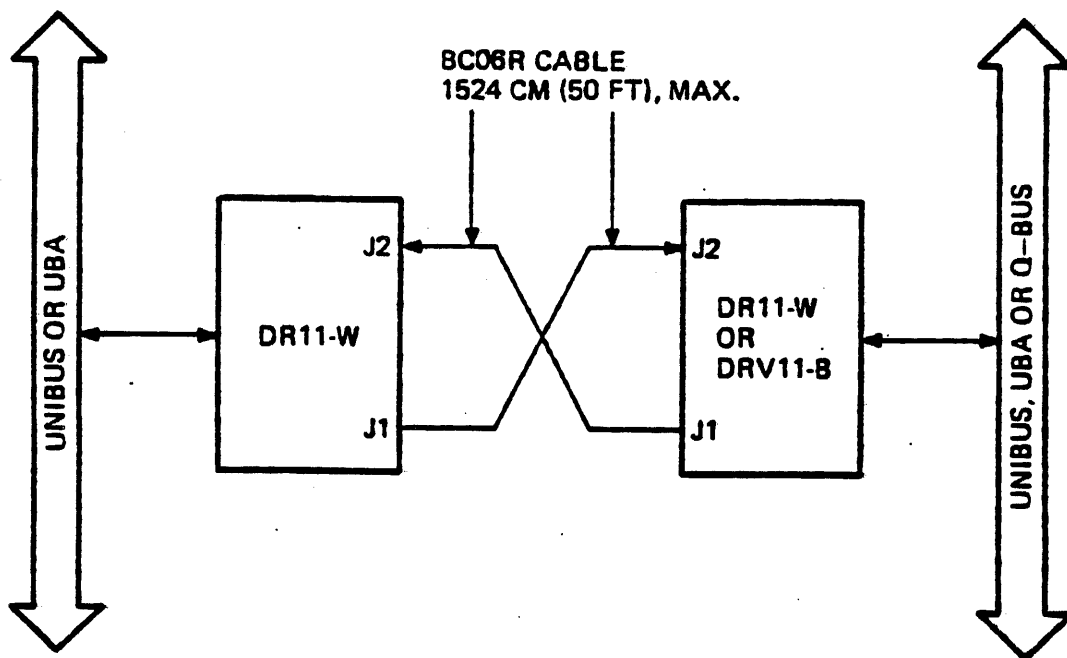 BC06R CABLE
1524 CM (50 FT), MAX.
UNIBUS OR UBA
J2
DR11-W
J1
J2
DR11-W
OR
DRV11-B
J1
UNIBUS, UBA OR Q-BUS